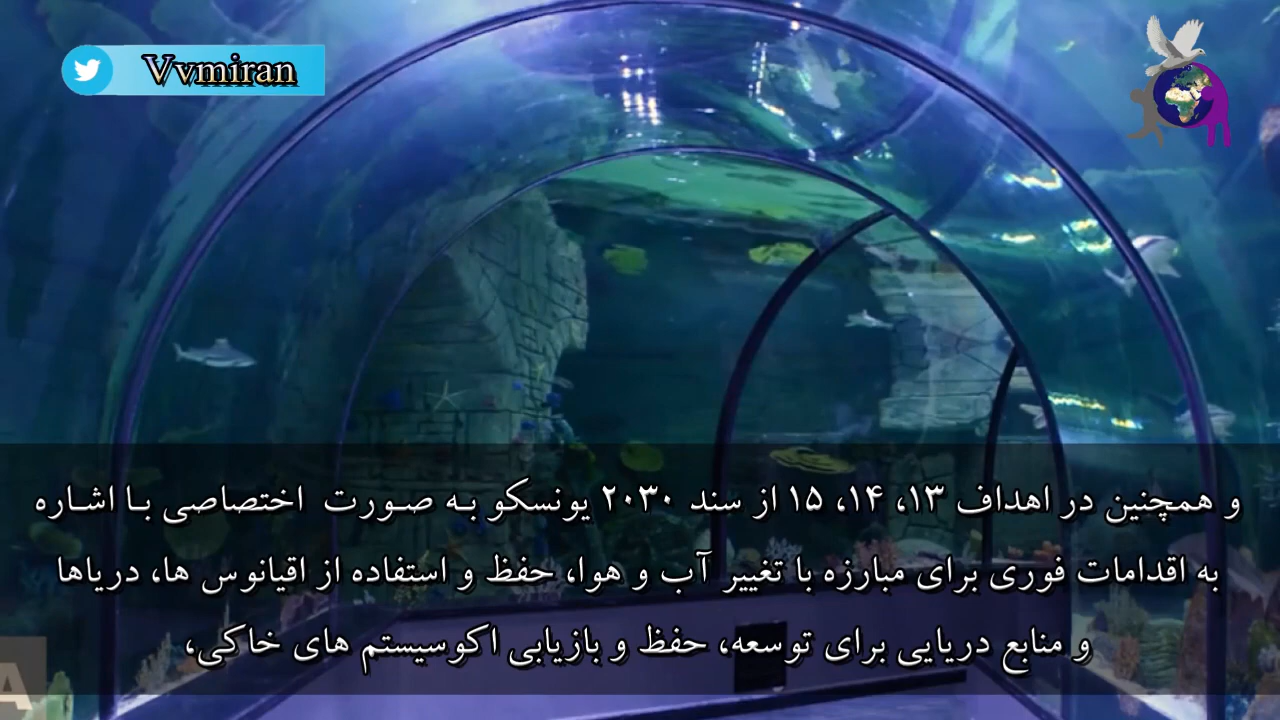 Vvmiran
و همچنین در اهداف ۱۳، ۱۴، ۱۵ از سند ۲۰۳۰ یونسکو به صورت اختصاصی با اشاره
به اقدامات فوری برای مبارزه با تغییر آب و هوا، حفظ و استفاده از اقیانوس ها، دریاها
و منابع دریایی برای توسعه، حفظ و بازیابی اکوسیستم های خاکی،
A